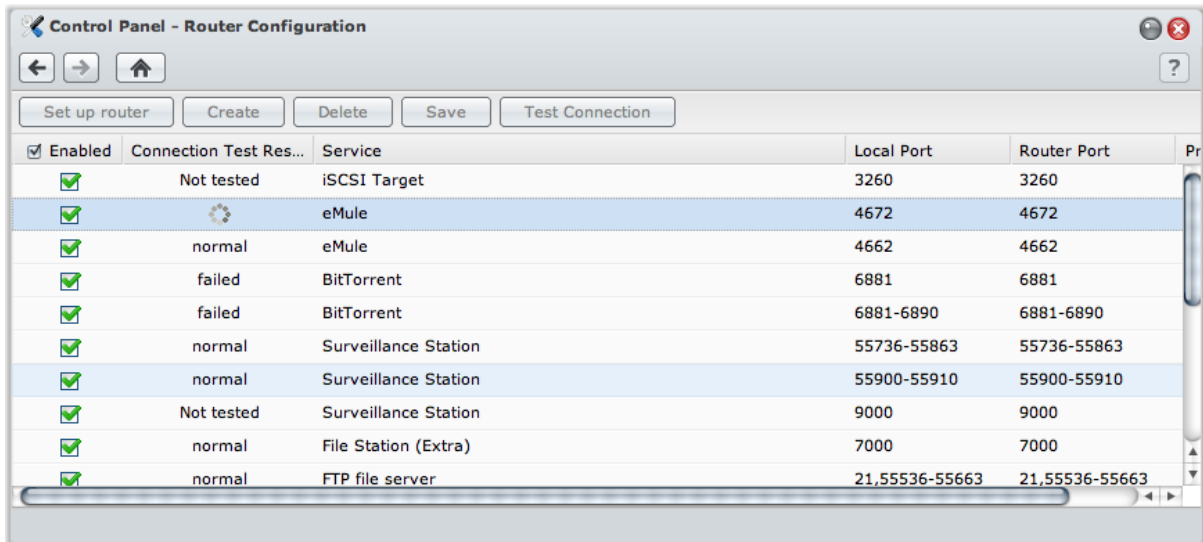 Control Panel - Router Configuration
?
Set up router Create Delete Save Test Connection
Enabled Connection Test Res... Service Local Port Router Port Pr
Not tested iSCSI Target 3260 3260
eMule 4672 4672
normal eMule 4662 4662
failed BitTorrent 6881 6881
failed BitTorrent 6881-6890 6881-6890
normal Surveillance Station 55736-55863 55736-55863
normal Surveillance Station 55900-55910 55900-55910
Not tested Surveillance Station 9000 9000
normal File Station (Extra) 7000 7000
normal FTP file server 21,55536-55663 21,55536-55663